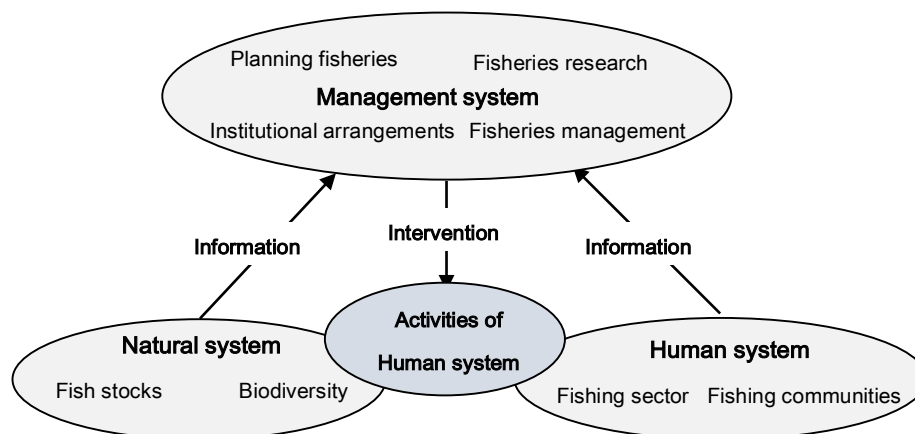 Planning fisheries
Fisheries research
Management system
Institutional arrangements
Fisheries management
Information
Intervention
Information
Activities of
Human system
Natural system
Fish stocks
Biodiversity
Human system
Fishing sector
Fishing communities